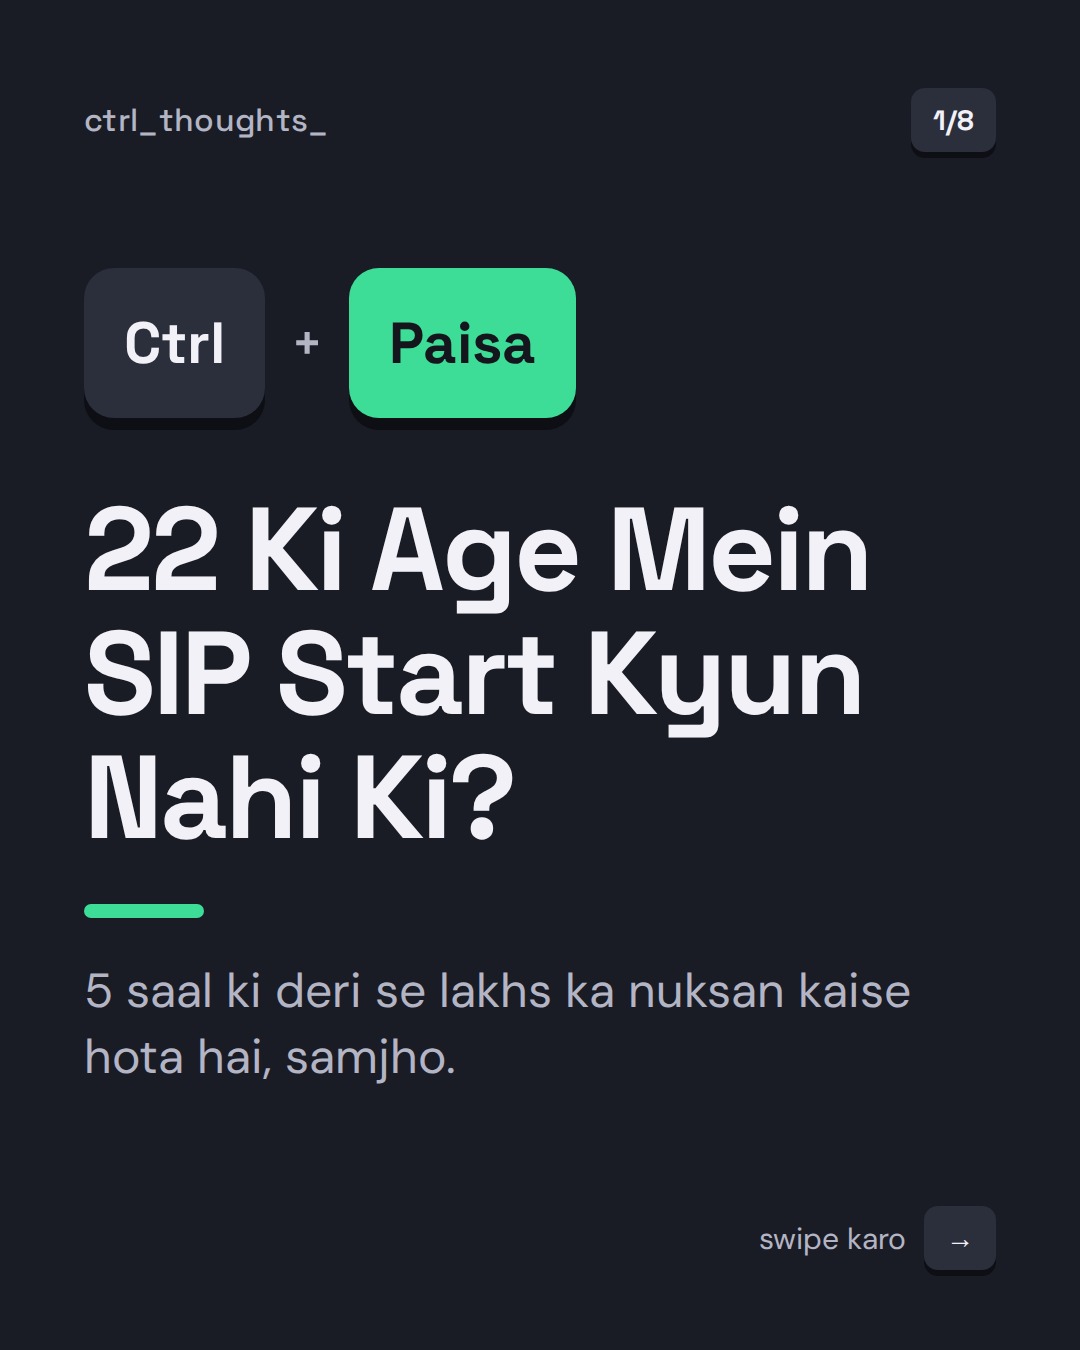 ctrl_thoughts_
1/8
Ctrl + Paisa
22 Ki Age Mein
SIP Start Kyun
Nahi Ki?
5 saal ki deri se lakhs ka nuksan kaise
hota hai, samjho.
swipe karo →